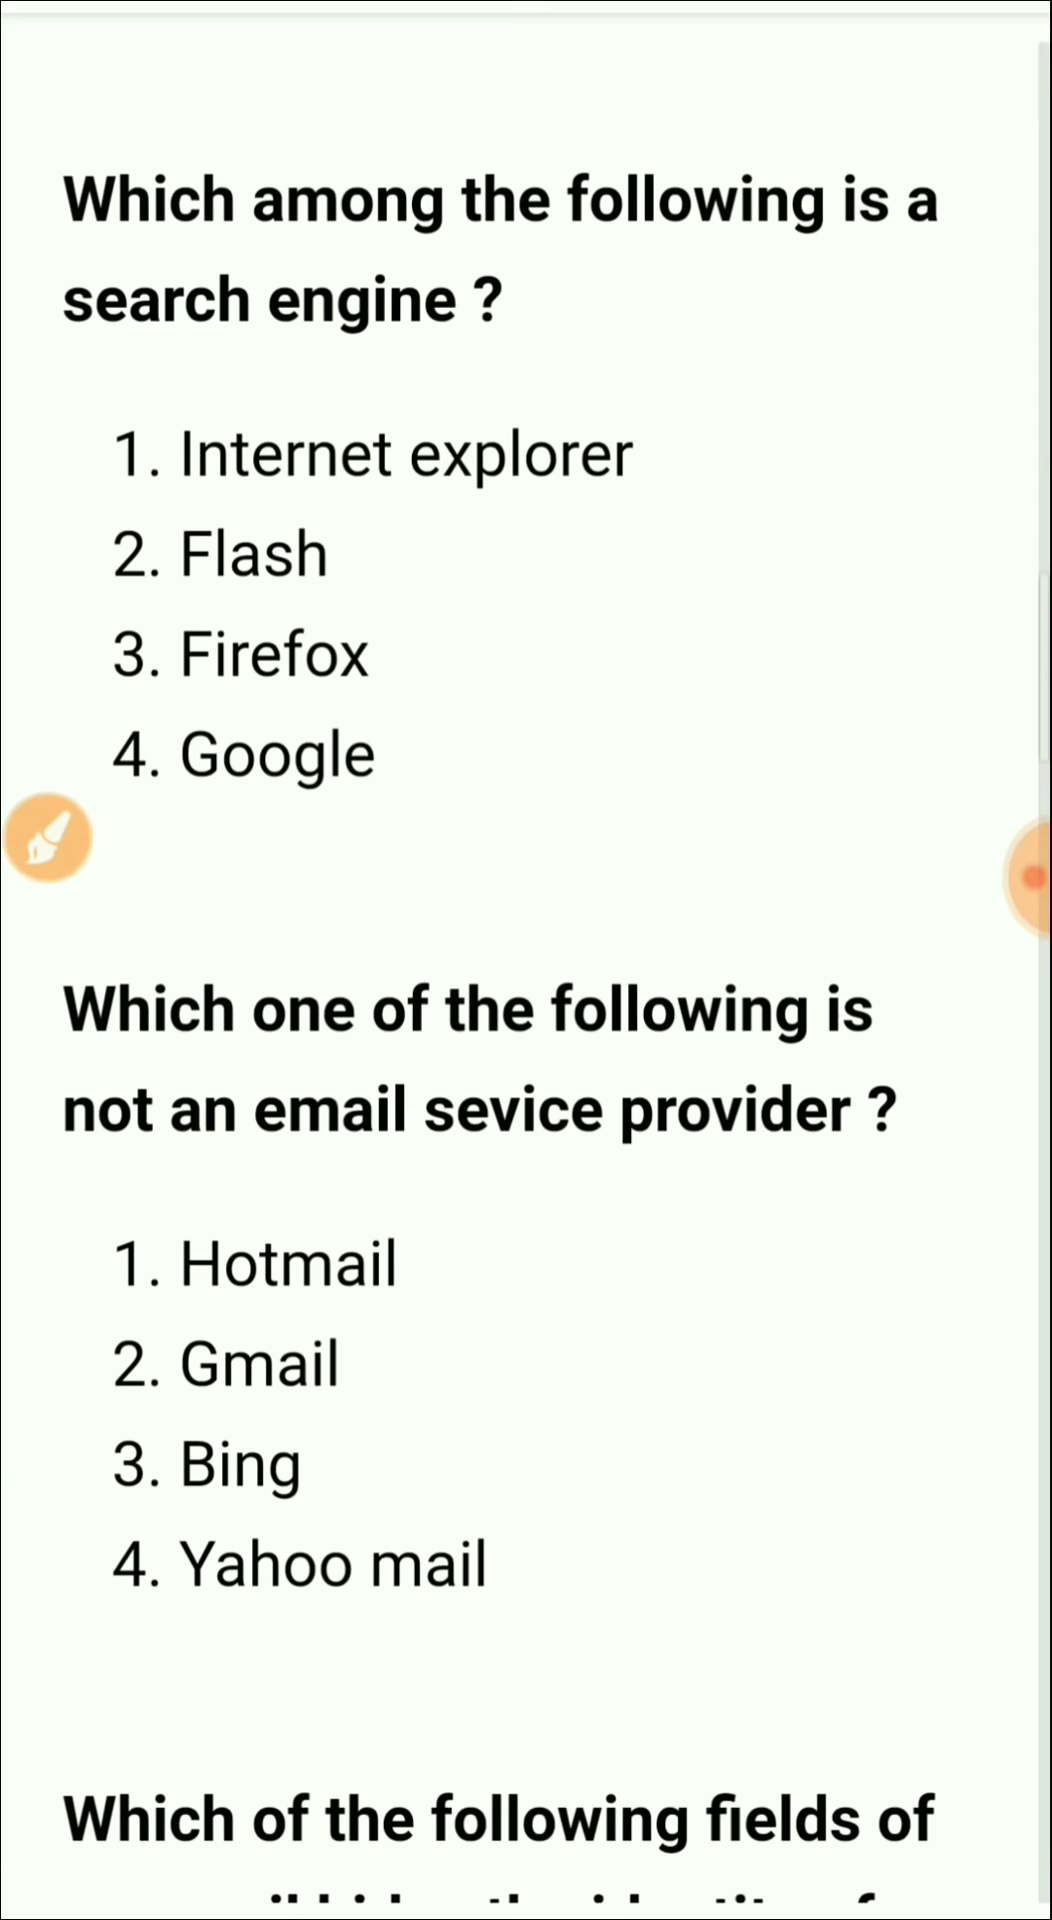 Which among the following is a
search engine ?
1. Internet explorer
2. Flash
3. Firefox
4. Google
Which one of the following is
not an email sevice provider ?
1. Hotmail
2. Gmail
3. Bing
4. Yahoo mail
Which of the following fields of